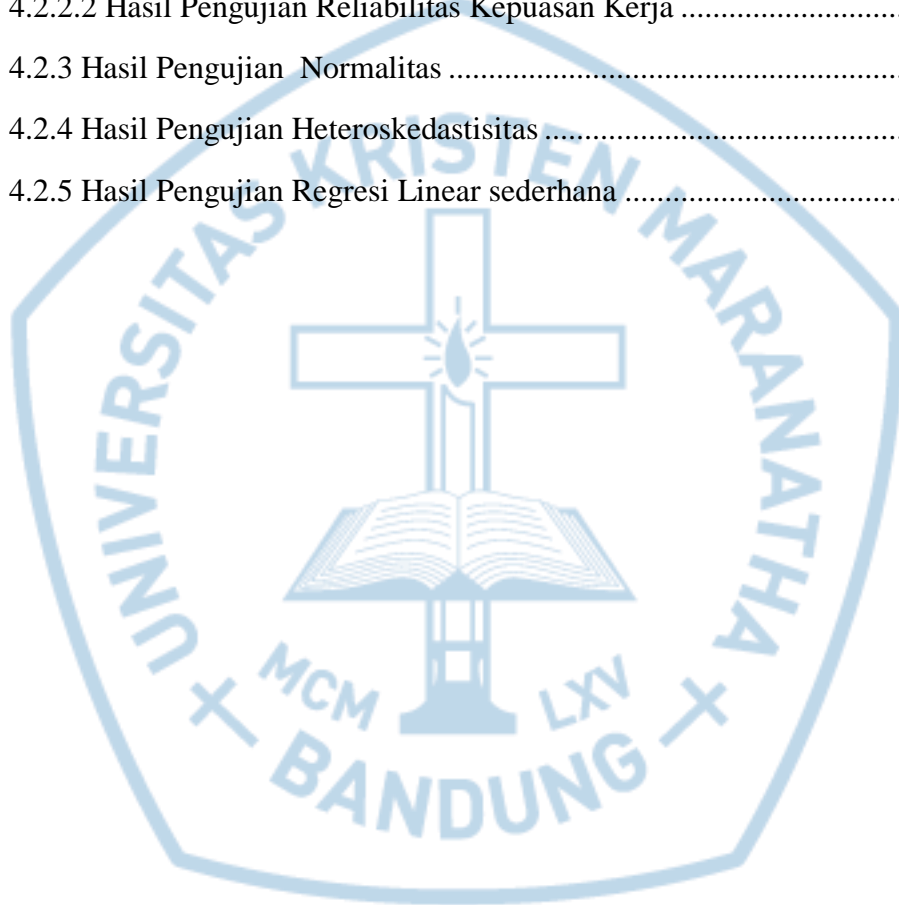 4.2.2.2 Hasil Pengujian Reliabilitas Kepuasan Kerja ..............................
4.2.3 Hasil Pengujian  Normalitas ........................................................
4.2.4 Hasil Pengujian Heteroskedastisitas ............................................
4.2.5 Hasil Pengujian Regresi Linear sederhana ..................................
UNIVERSITAS KRISTEN MARANATHA
MCM LXV
BANDUNG